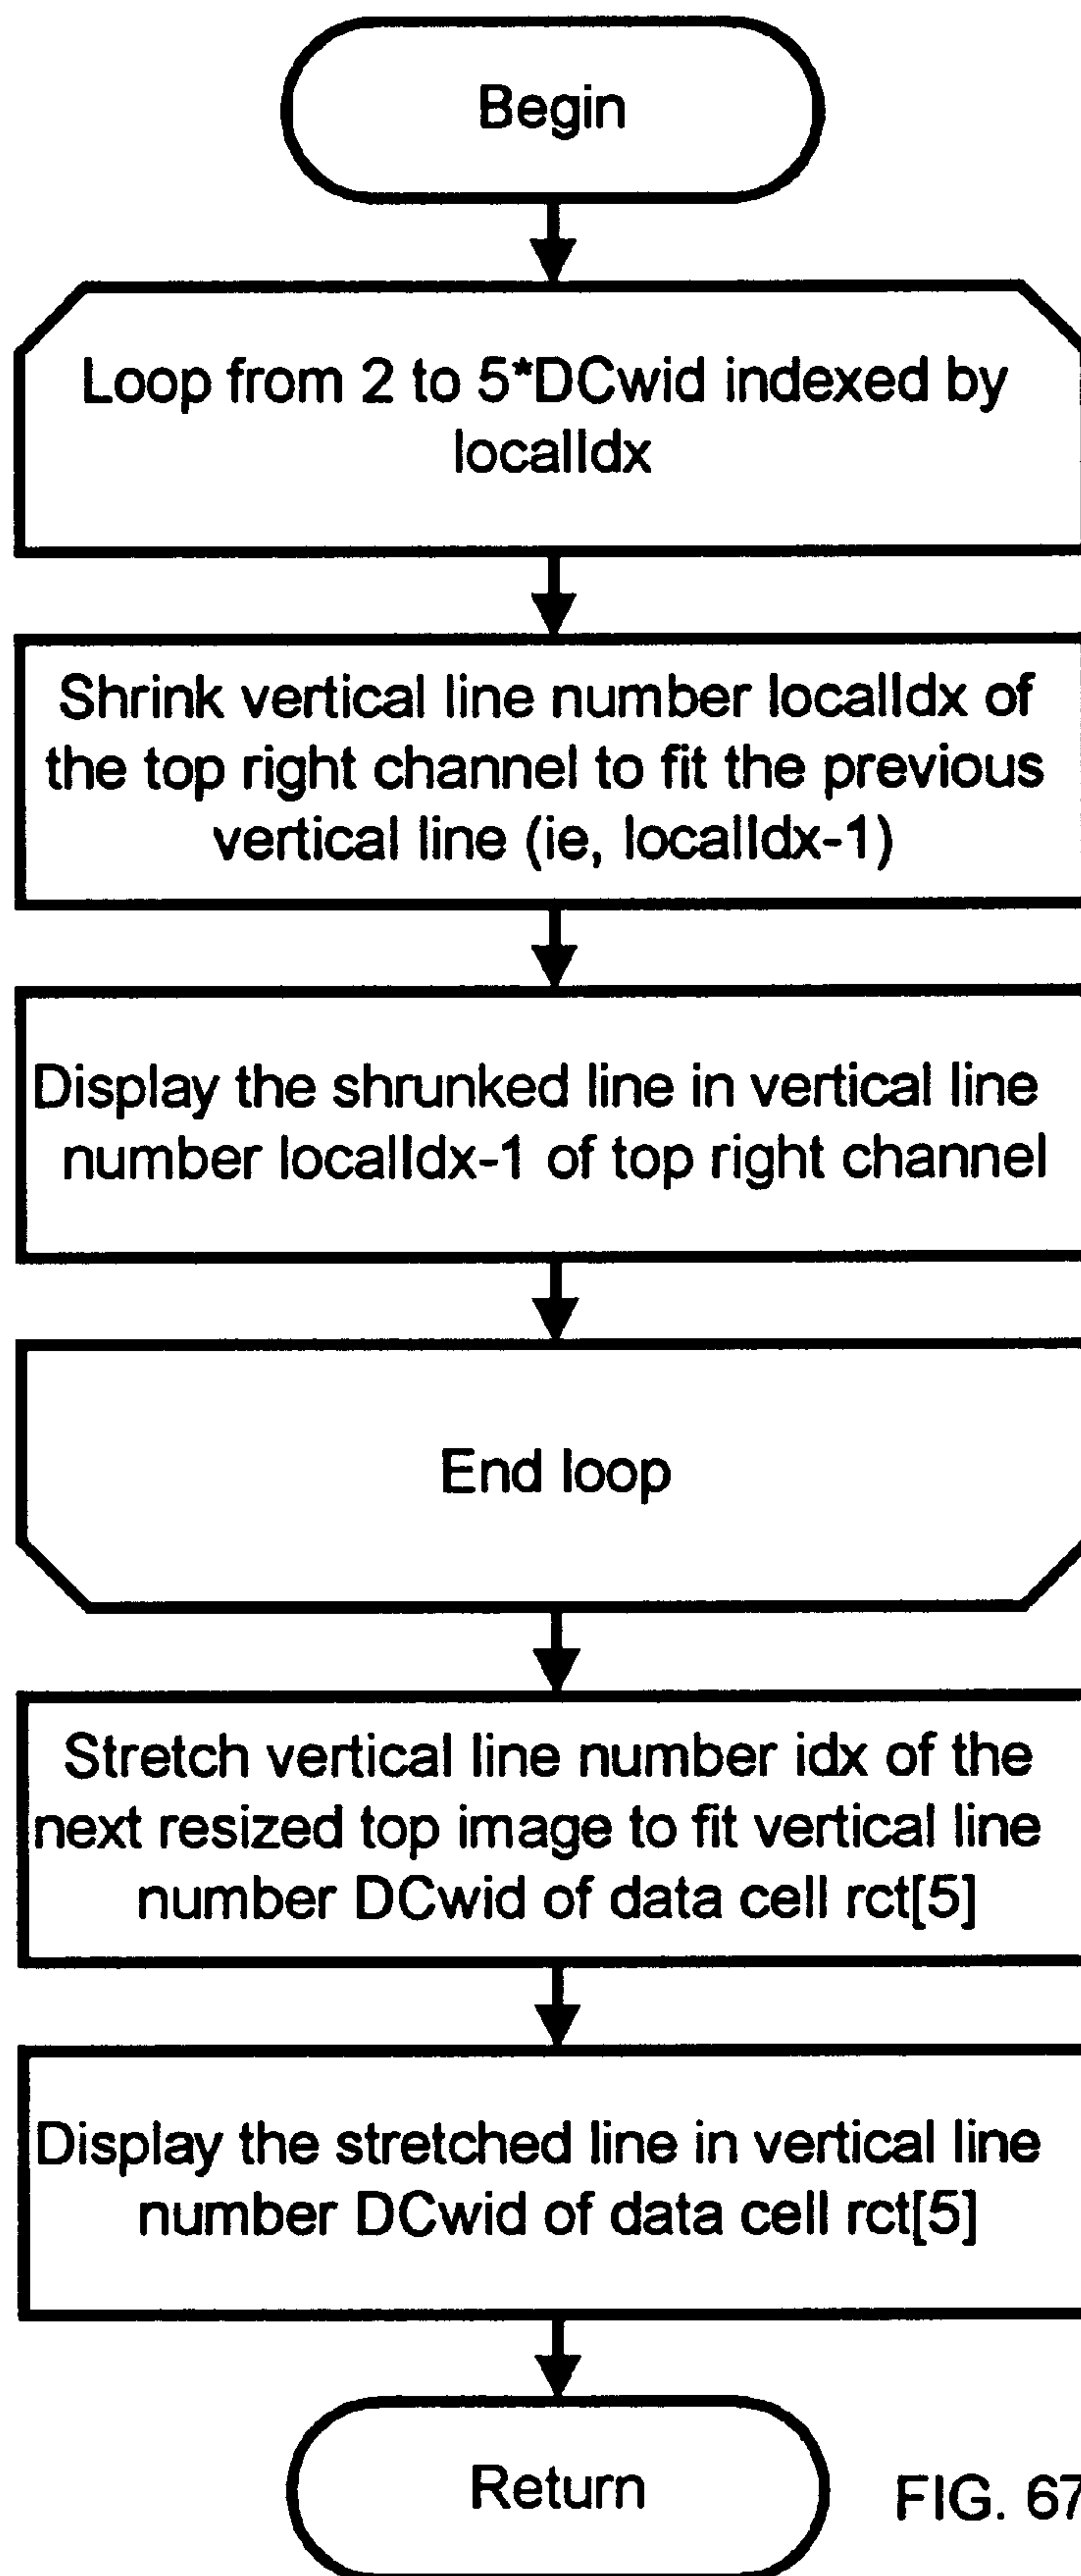 Begin
Loop from 2 to 5*DCwid indexed by
localIdx
Shrink vertical line number localIdx of
the top right channel to fit the previous
vertical line (ie, localIdx-1)
Display the shrunked line in vertical line
number localIdx-1 of top right channel
End loop
Stretch vertical line number idx of the
next resized top image to fit vertical line
number DCwid of data cell rct[5]
Display the stretched line in vertical line
number DCwid of data cell rct[5]
Return
FIG. 67